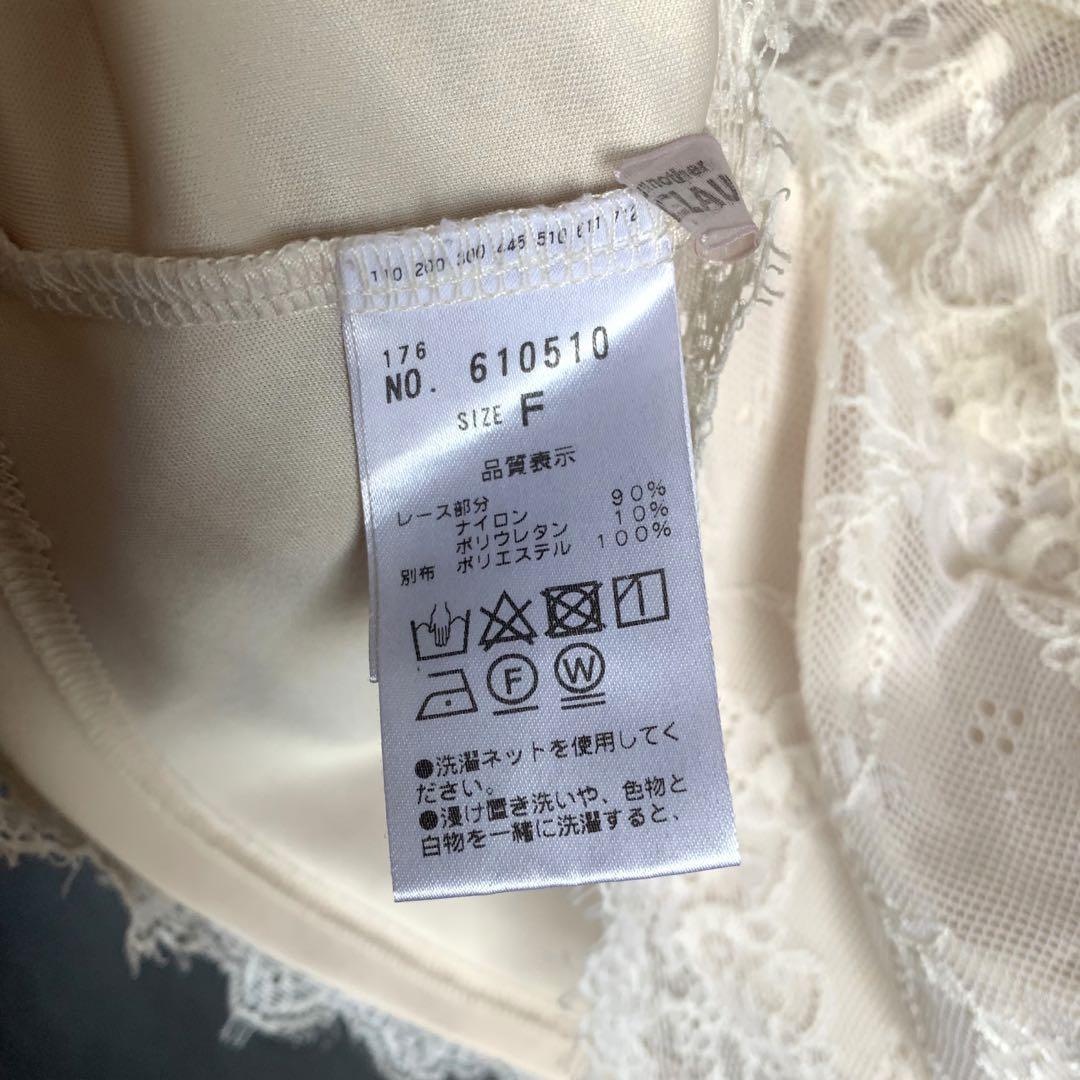 another
110 200 300 445 510 611 712
176
NO. 610510
SIZE F
品質表示
レース部分
ナイロン 90%
ポリウレタン 10%
別布 ポリエステル 100%
F W
●洗濯ネットを使用してく
ださい。
●浸け置き洗いや、色物と
白物を一緒に洗濯すると、